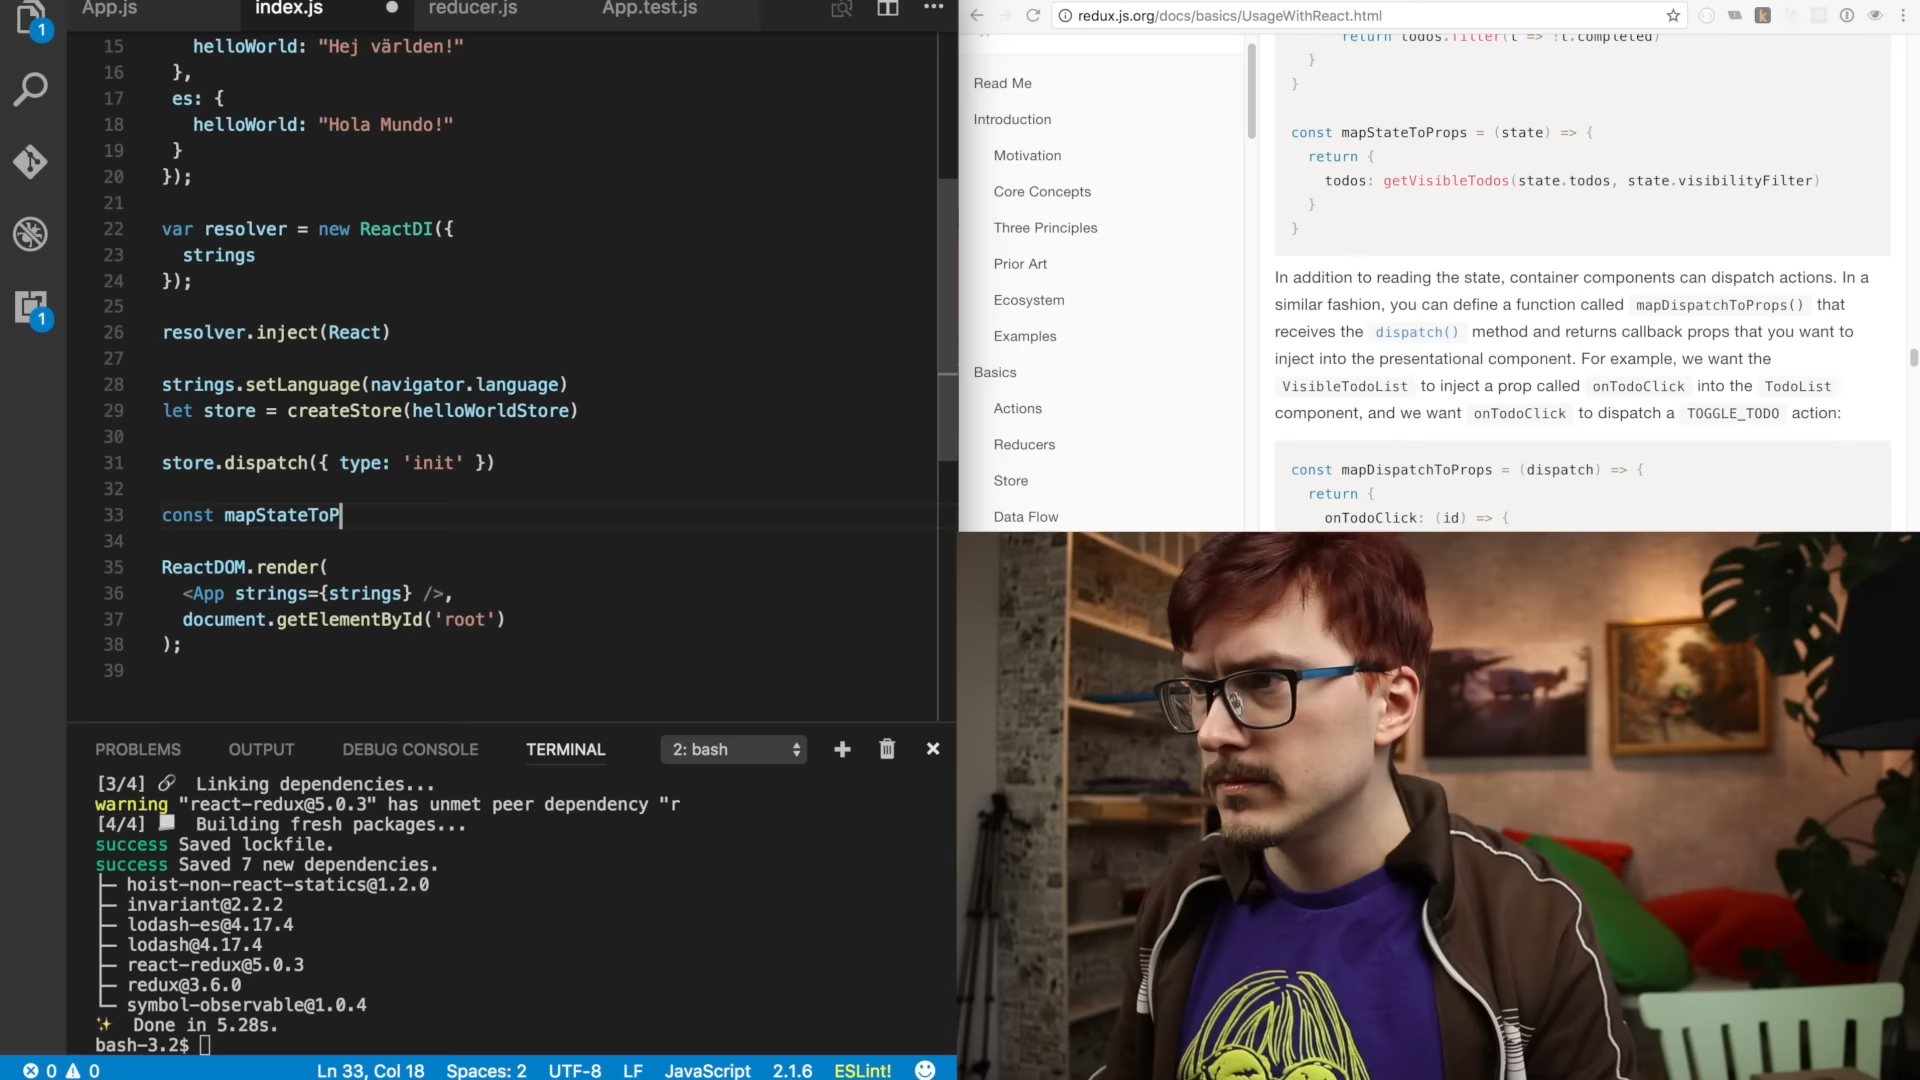 App.js index.js reducer.js App.test.js
1
1
15 helloWorld: "Hej världen!"
16 },
17 es: {
18 helloWorld: "Hola Mundo!"
19 }
20 });
21
22 var resolver = new ReactDI({
23 strings
24 });
25
26 resolver.inject(React)
27
28 strings.setLanguage(navigator.language)
29 let store = createStore(helloWorldStore)
30
31 store.dispatch({ type: 'init' })
32
33 const mapStateToP
34
35 ReactDOM.render(
36 <App strings={strings} />,
37 document.getElementById('root')
38 );
39
PROBLEMS OUTPUT DEBUG CONSOLE TERMINAL 2: bash
[3/4] 🔗 Linking dependencies...
warning "react-redux@5.0.3" has unmet peer dependency "r
[4/4] 📃 Building fresh packages...
success Saved lockfile.
success Saved 7 new dependencies.
├─ hoist-non-react-statics@1.2.0
├─ invariant@2.2.2
├─ lodash-es@4.17.4
├─ lodash@4.17.4
├─ react-redux@5.0.3
├─ redux@3.6.0
└─ symbol-observable@1.0.4
✨ Done in 5.28s.
bash-3.2$
0 0 Ln 33, Col 18 Spaces: 2 UTF-8 LF JavaScript 2.1.6 ESLint!
redux.js.org/docs/basics/UsageWithReact.html
Read Me
Introduction
Motivation
Core Concepts
Three Principles
Prior Art
Ecosystem
Examples
Basics
Actions
Reducers
Store
Data Flow
return todos.filter(t => !t.completed)
}
}
const mapStateToProps = (state) => {
return {
todos: getVisibleTodos(state.todos, state.visibilityFilter)
}
}
In addition to reading the state, container components can dispatch actions. In a
similar fashion, you can define a function called mapDispatchToProps() that
receives the dispatch() method and returns callback props that you want to
inject into the presentational component. For example, we want the
VisibleTodoList to inject a prop called onTodoClick into the TodoList
component, and we want onTodoClick to dispatch a TOGGLE_TODO action:
const mapDispatchToProps = (dispatch) => {
return {
onTodoClick: (id) => {